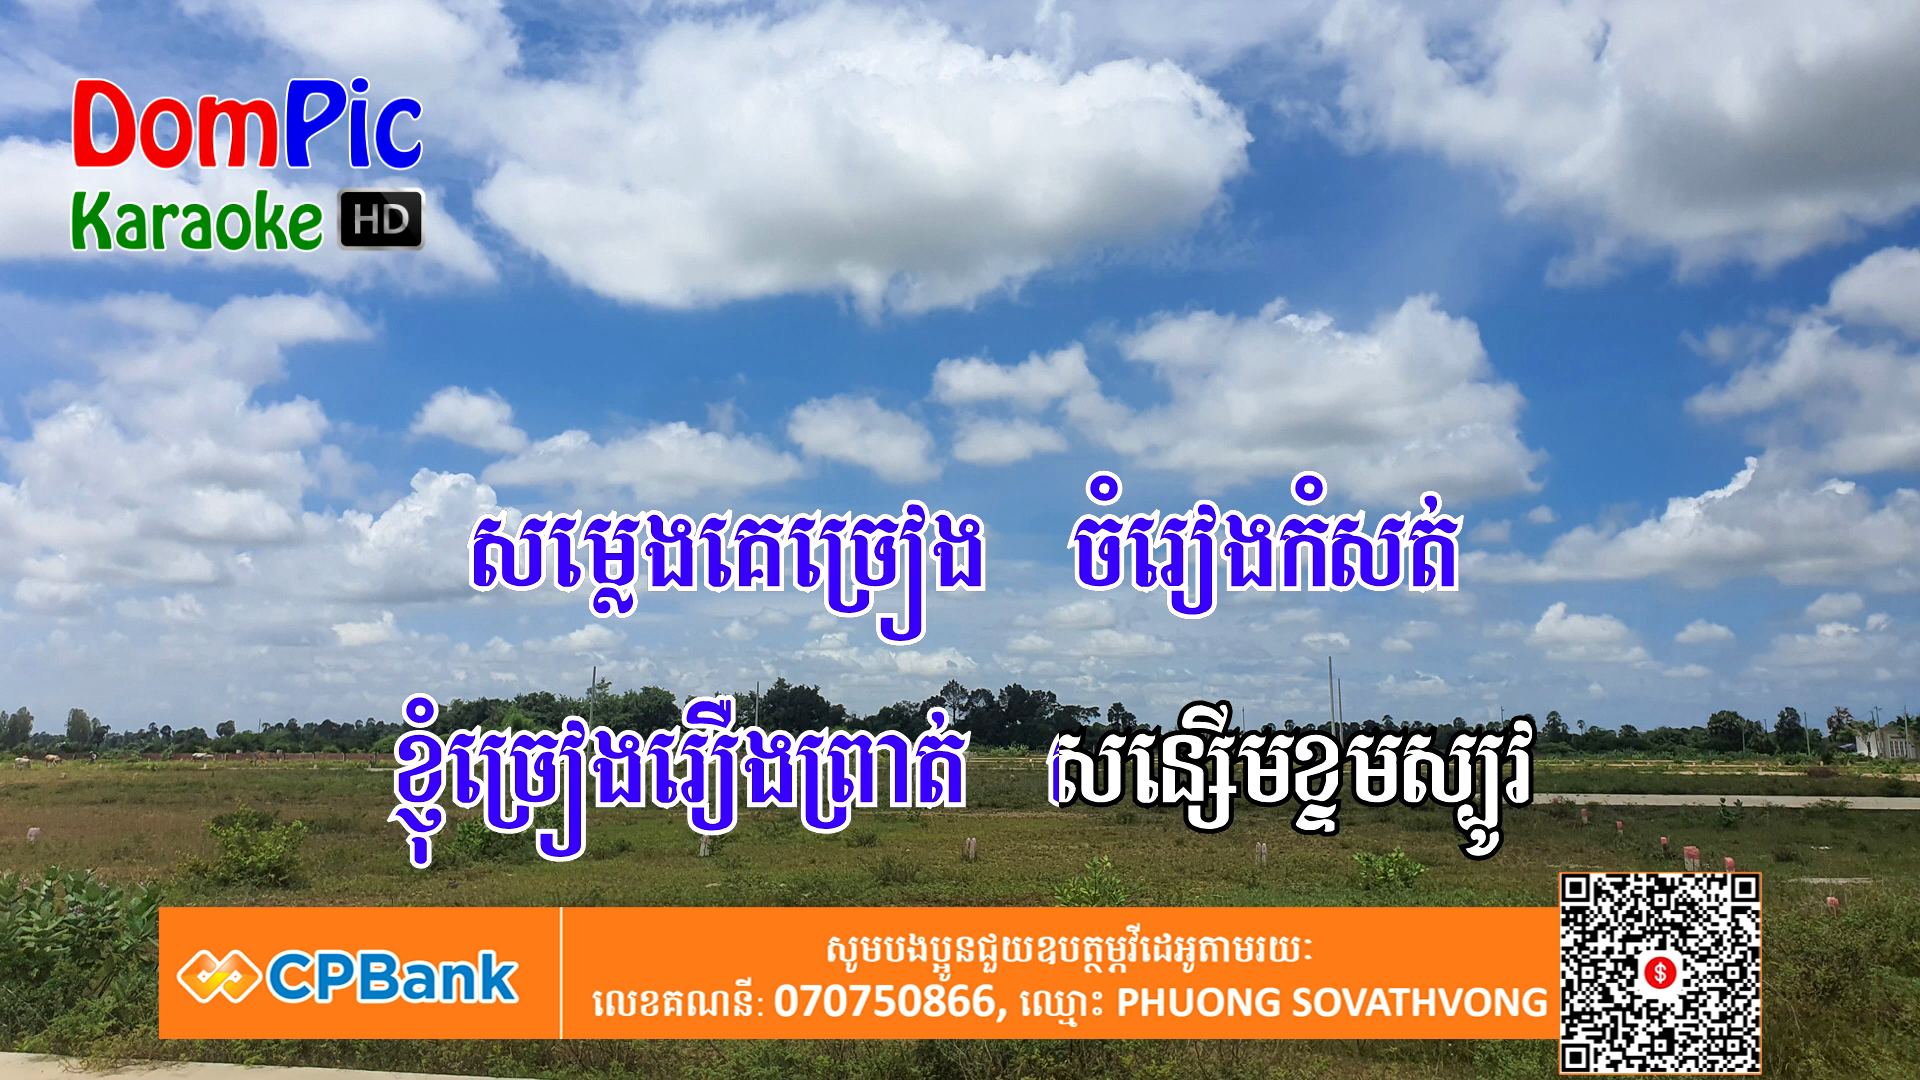 DomPic
Karaoke HD
សម្លេងគេច្រៀង ចំរៀងកំសត់
ខ្ញុំច្រៀងរឿងព្រាត់ សន្សើមខ្ទមស្បូវ
CPBank
សូមបងប្អូនជួយឧបត្ថម្ភវីដេអូតាមរយៈ
លេខគណនី: 070750866, ឈ្មោះ PHUONG SOVATHVONG